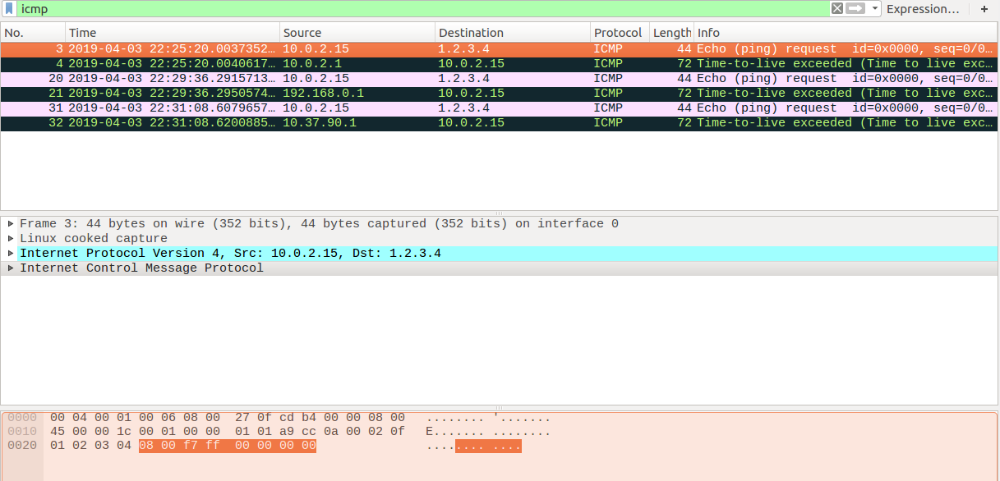 icmp Expression… +
No. Time Source Destination Protocol Length Info
3 2019-04-03 22:25:20.0037352… 10.0.2.15 1.2.3.4 ICMP 44 Echo (ping) request id=0x0000, seq=0/0…
4 2019-04-03 22:25:20.0040617… 10.0.2.1 10.0.2.15 ICMP 72 Time-to-live exceeded (Time to live exc…
20 2019-04-03 22:29:36.2915713… 10.0.2.15 1.2.3.4 ICMP 44 Echo (ping) request id=0x0000, seq=0/0…
21 2019-04-03 22:29:36.2950574… 192.168.0.1 10.0.2.15 ICMP 72 Time-to-live exceeded (Time to live exc…
31 2019-04-03 22:31:08.6079657… 10.0.2.15 1.2.3.4 ICMP 44 Echo (ping) request id=0x0000, seq=0/0…
32 2019-04-03 22:31:08.6200885… 10.37.90.1 10.0.2.15 ICMP 72 Time-to-live exceeded (Time to live exc…
Frame 3: 44 bytes on wire (352 bits), 44 bytes captured (352 bits) on interface 0
Linux cooked capture
Internet Protocol Version 4, Src: 10.0.2.15, Dst: 1.2.3.4
Internet Control Message Protocol
0000 00 04 00 01 00 06 08 00 27 0f cd b4 00 00 08 00 ........ '.......
0010 45 00 00 1c 00 01 00 00 01 01 a9 cc 0a 00 02 0f E....... ........
0020 01 02 03 04 08 00 f7 ff 00 00 00 00 ........ ....